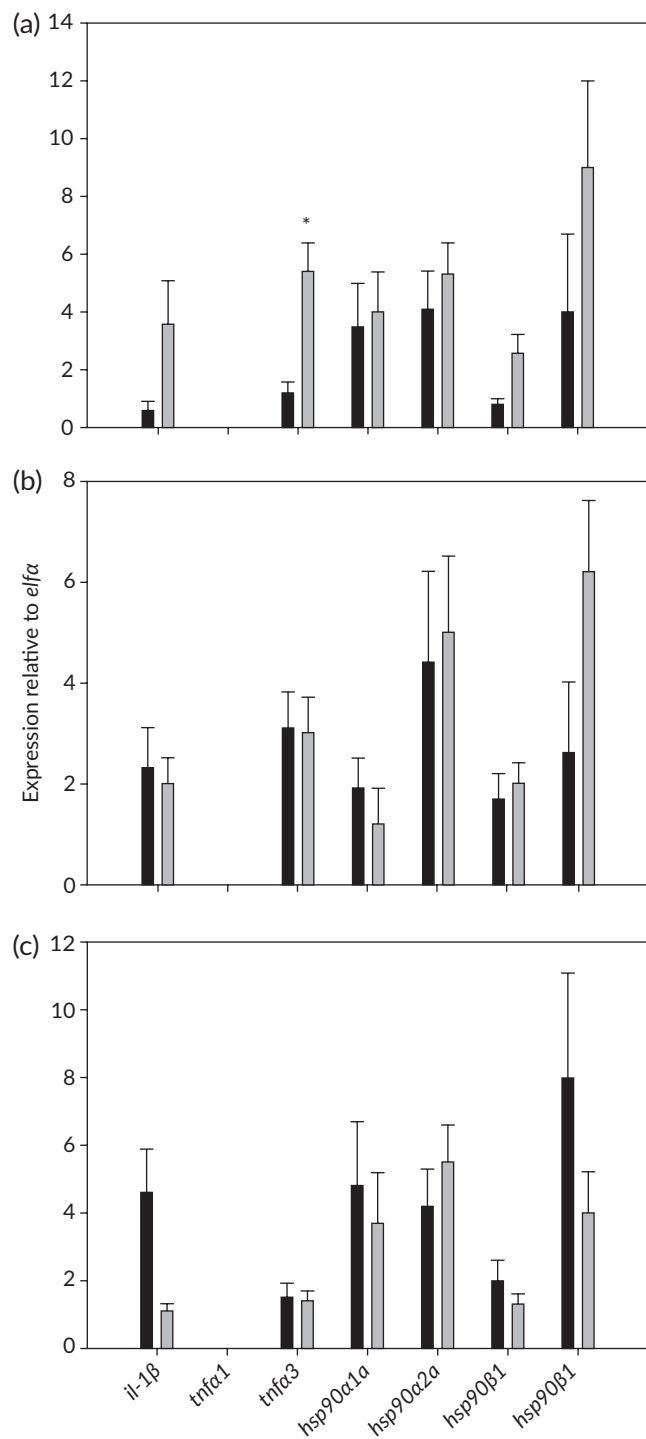 (a)
14
12
10
8
6
4
2
0
*
(b)
8
6
4
2
0
Expression relative to elfα
(c)
12
10
8
6
4
2
0
il-1β
tnfα1
tnfα3
hsp90α1a
hsp90α2a
hsp90β1
hsp90β1